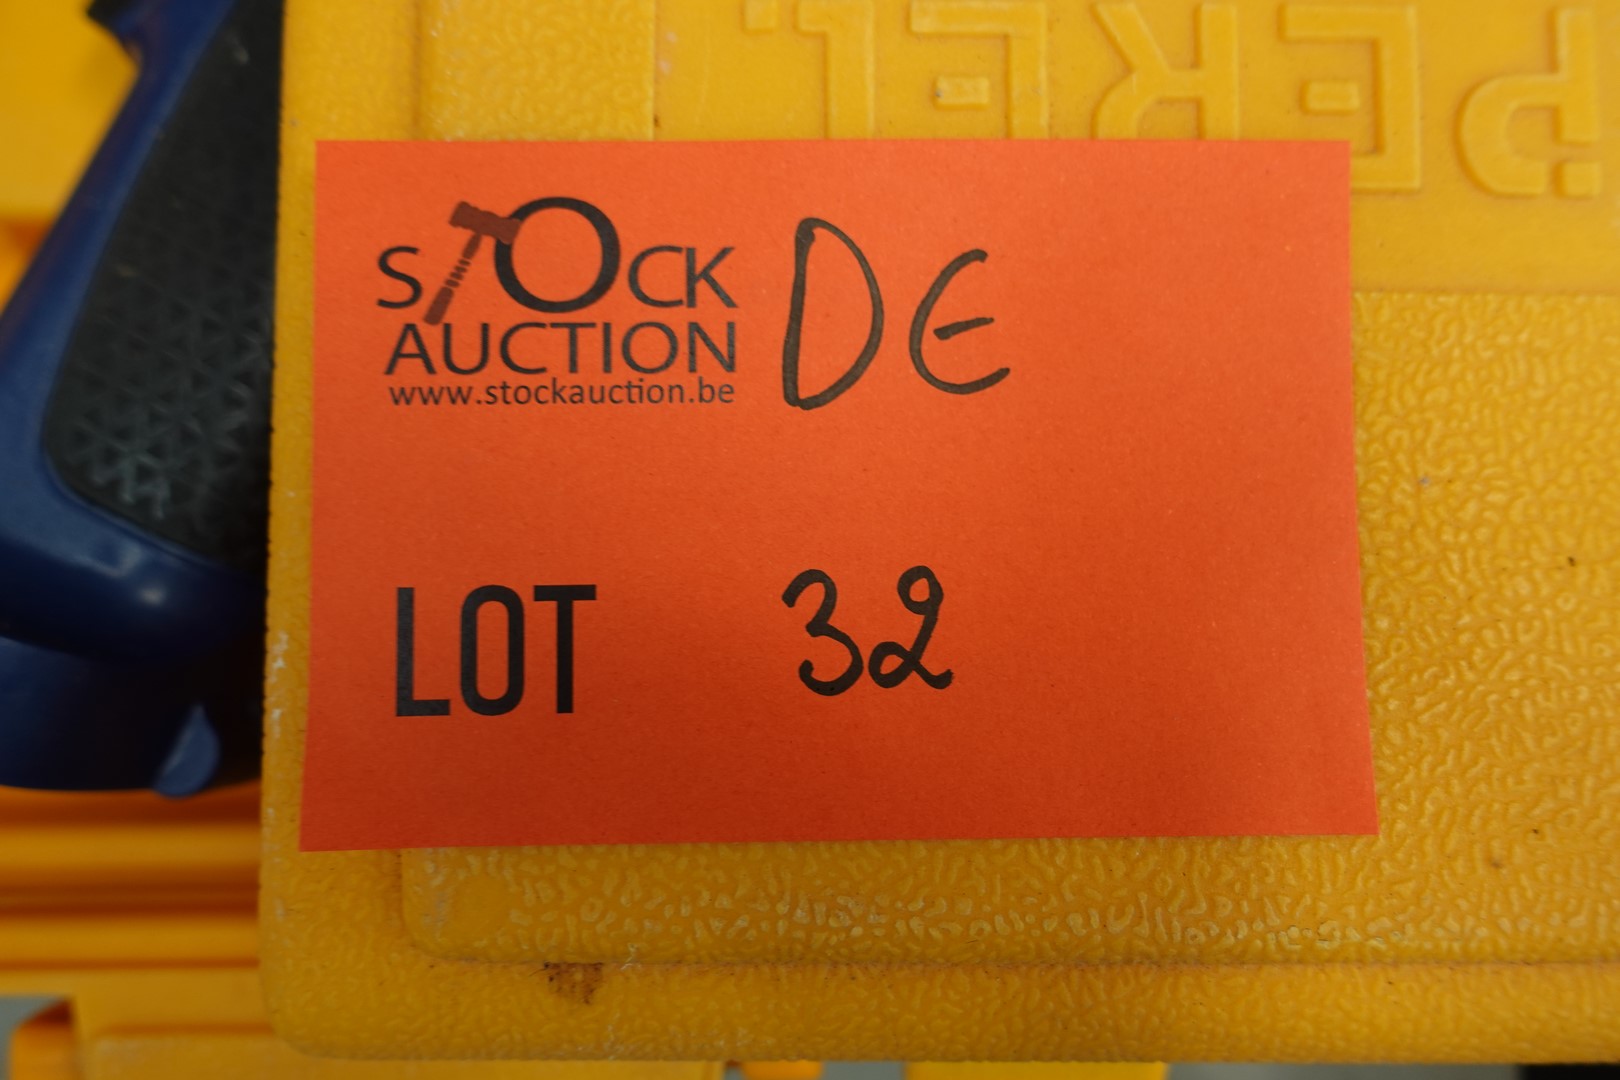 PEREL.
STOCK DE
AUCTION
www.stockauction.be
LOT 32